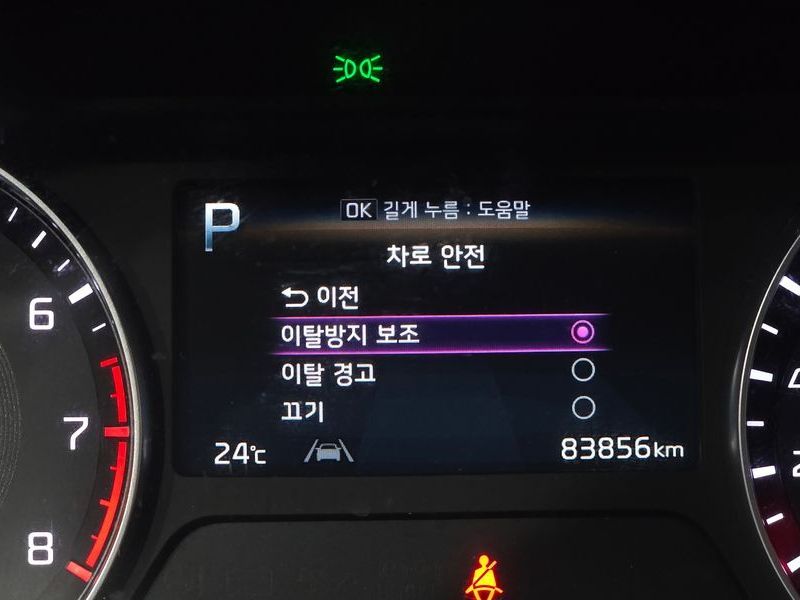 P
OK 길게 누름 : 도움말
차로 안전
이전
이탈방지 보조
이탈 경고
끄기
24℃
83856km
6
7
8